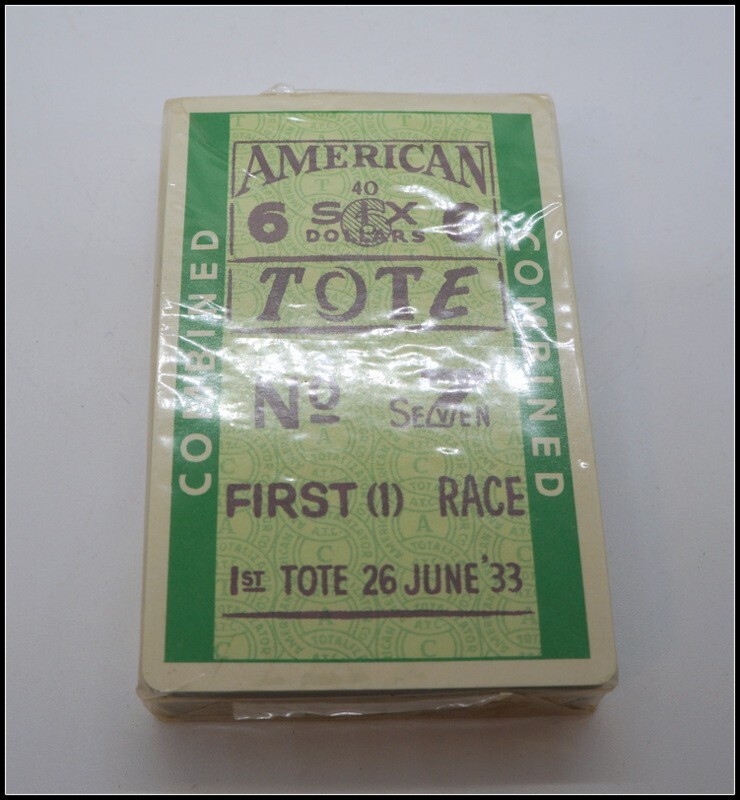 AMERICAN
40
6 SIX 6
DOLLARS
TOTE
COMBINED
COMBINED
No 7
SEVEN
FIRST (1) RACE
1ST TOTE 26 JUNE '33